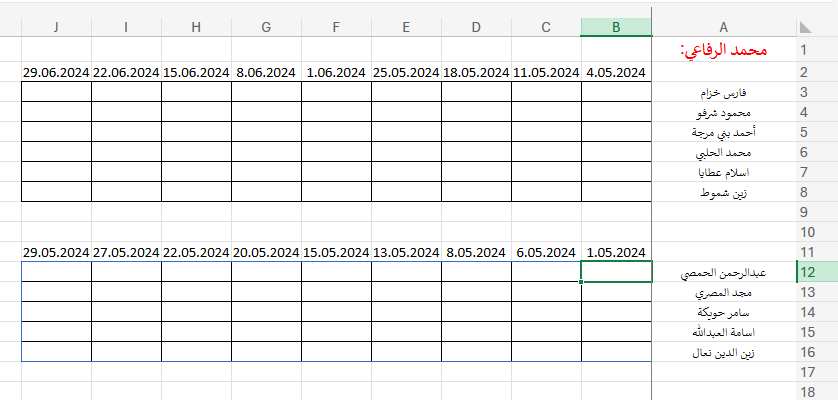 A B C D E F G H I J
1 محمد الرفاعي:
2 4.05.2024 11.05.2024 18.05.2024 25.05.2024 1.06.2024 8.06.2024 15.06.2024 22.06.2024 29.06.2024
3 فارس خزام
4 محمود شرفو
5 أحمد بني مرجة
6 محمد الحلبي
7 اسلام عطايا
8 زين شموط
9
10
11 1.05.2024 6.05.2024 8.05.2024 13.05.2024 15.05.2024 20.05.2024 22.05.2024 27.05.2024 29.05.2024
12 عبدالرحمن الحمصي
13 مجد المصري
14 سامر حويكة
15 اسامة العبدالله
16 زين الدين نعال
17
18